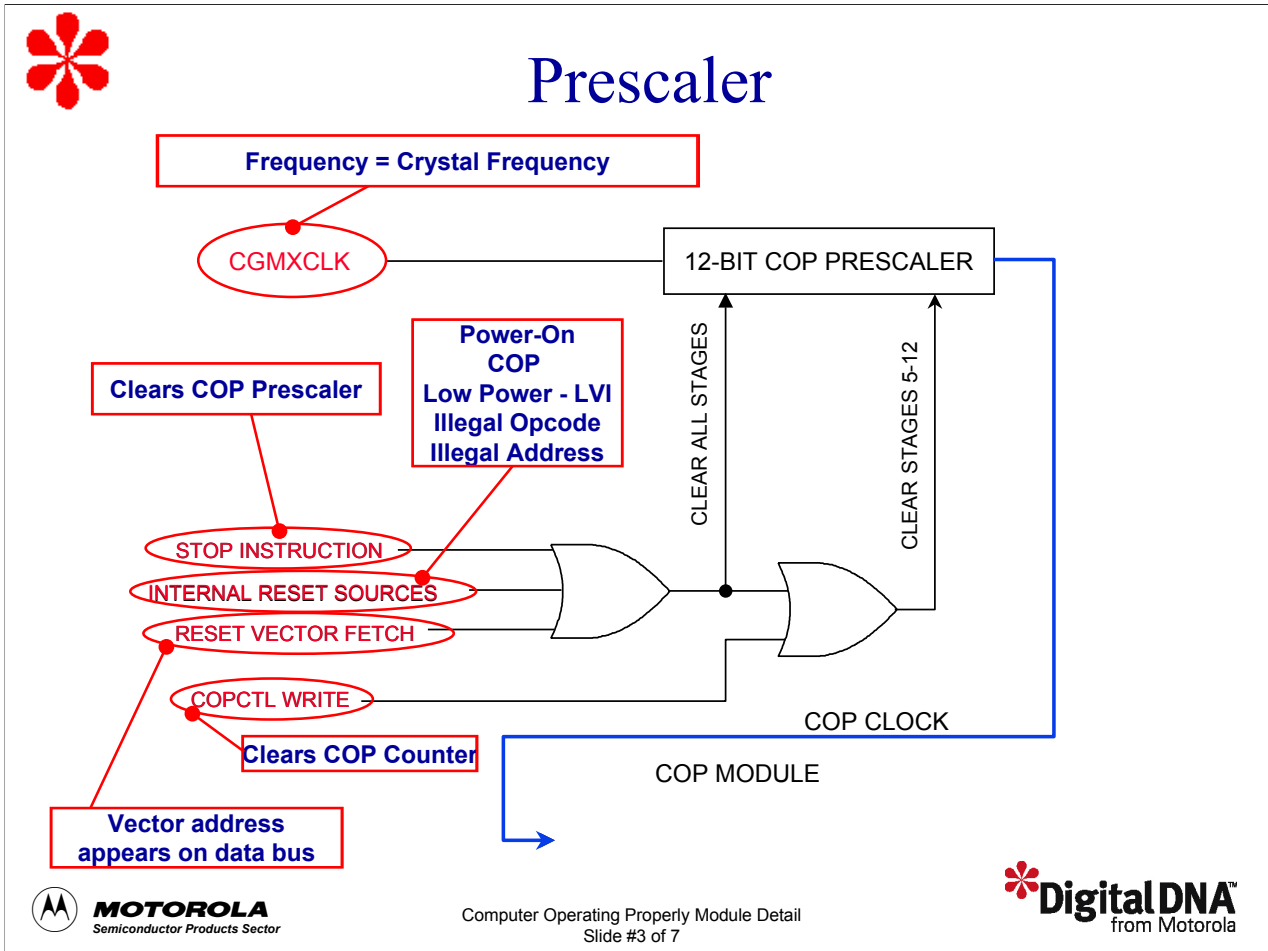 Prescaler
Frequency = Crystal Frequency
CGMXCLK
12-BIT COP PRESCALER
Power-On
COP
Low Power - LVI
Illegal Opcode
Illegal Address
Clears COP Prescaler
CLEAR ALL STAGES
CLEAR STAGES 5-12
STOP INSTRUCTION
INTERNAL RESET SOURCES
RESET VECTOR FETCH
COPCTL WRITE
Clears COP Counter
COP CLOCK
COP MODULE
Vector address
appears on data bus
MOTOROLA
Semiconductor Products Sector
Computer Operating Properly Module Detail
Slide #3 of 7
DigitalDNA™
from Motorola